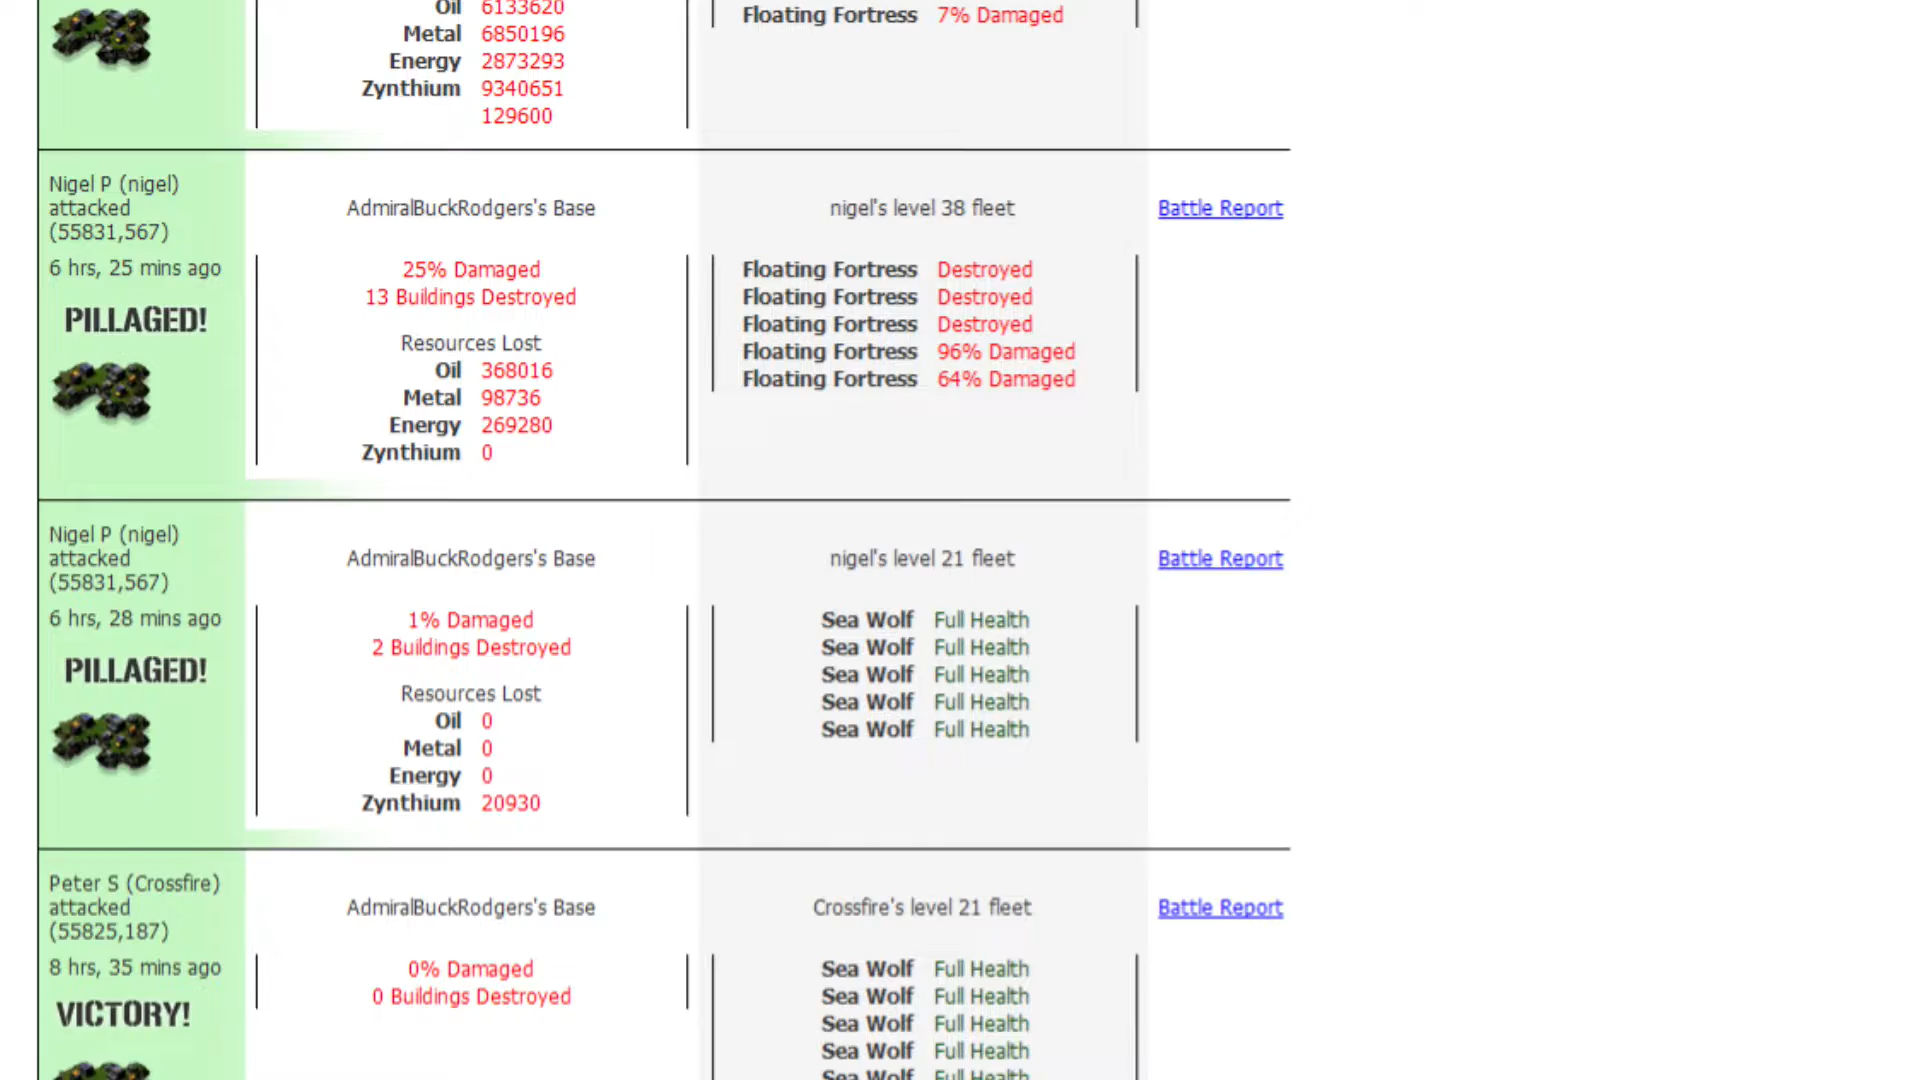 Oil 6133620
Metal 6850196
Energy 2873293
Zynthium 9340651
129600
Floating Fortress 7% Damaged
Nigel P (nigel)
attacked
(55831,567)
6 hrs, 25 mins ago
PILLAGED!
AdmiralBuckRodgers's Base
25% Damaged
13 Buildings Destroyed
Resources Lost
Oil 368016
Metal 98736
Energy 269280
Zynthium 0
nigel's level 38 fleet
Floating Fortress Destroyed
Floating Fortress Destroyed
Floating Fortress Destroyed
Floating Fortress 96% Damaged
Floating Fortress 64% Damaged
Battle Report
Nigel P (nigel)
attacked
(55831,567)
6 hrs, 28 mins ago
PILLAGED!
AdmiralBuckRodgers's Base
1% Damaged
2 Buildings Destroyed
Resources Lost
Oil 0
Metal 0
Energy 0
Zynthium 20930
nigel's level 21 fleet
Sea Wolf Full Health
Sea Wolf Full Health
Sea Wolf Full Health
Sea Wolf Full Health
Sea Wolf Full Health
Battle Report
Peter S (Crossfire)
attacked
(55825,187)
8 hrs, 35 mins ago
VICTORY!
AdmiralBuckRodgers's Base
0% Damaged
0 Buildings Destroyed
Crossfire's level 21 fleet
Sea Wolf Full Health
Sea Wolf Full Health
Sea Wolf Full Health
Sea Wolf Full Health
Sea Wolf Full Health
Battle Report